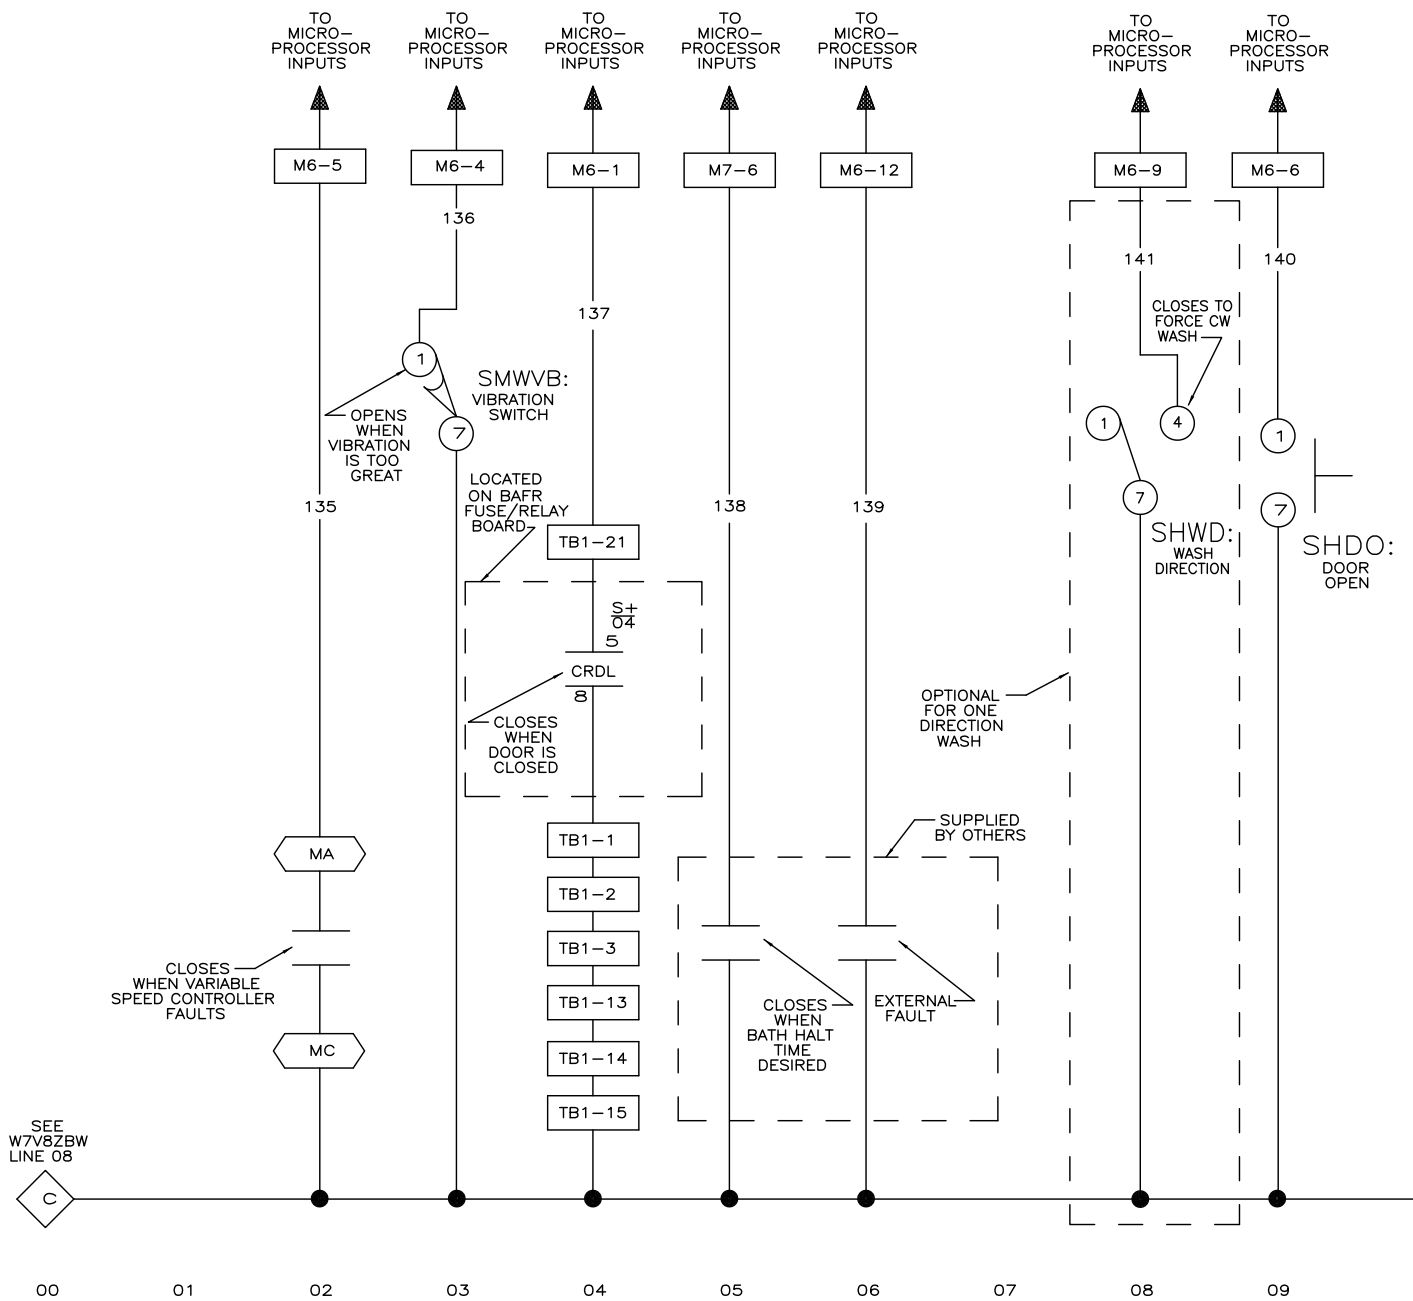 TO
MICRO-
PROCESSOR
INPUTS
TO
MICRO-
PROCESSOR
INPUTS
TO
MICRO-
PROCESSOR
INPUTS
TO
MICRO-
PROCESSOR
INPUTS
TO
MICRO-
PROCESSOR
INPUTS
TO
MICRO-
PROCESSOR
INPUTS
TO
MICRO-
PROCESSOR
INPUTS
M6-5
M6-4
M6-1
M7-6
M6-12
M6-9
M6-6
136
141
140
137
CLOSES TO
FORCE CW
WASH
1
SMWVB:
VIBRATION
SWITCH
OPENS
WHEN
VIBRATION
IS TOO
GREAT
7
1
4
1
LOCATED
ON BAFR
FUSE/RELAY
BOARD
135
138
139
7
7
TB1-21
SHWD:
WASH
DIRECTION
SHDO:
DOOR
OPEN
S+
04
5
CRDL
8
CLOSES
WHEN
DOOR IS
CLOSED
OPTIONAL
FOR ONE
DIRECTION
WASH
SUPPLIED
BY OTHERS
MA
TB1-1
TB1-2
TB1-3
CLOSES
WHEN VARIABLE
SPEED CONTROLLER
FAULTS
TB1-13
CLOSES
WHEN
BATH HALT
TIME
DESIRED
EXTERNAL
FAULT
MC
TB1-14
TB1-15
SEE
W7V8ZBW
LINE 08
C
00
01
02
03
04
05
06
07
08
09